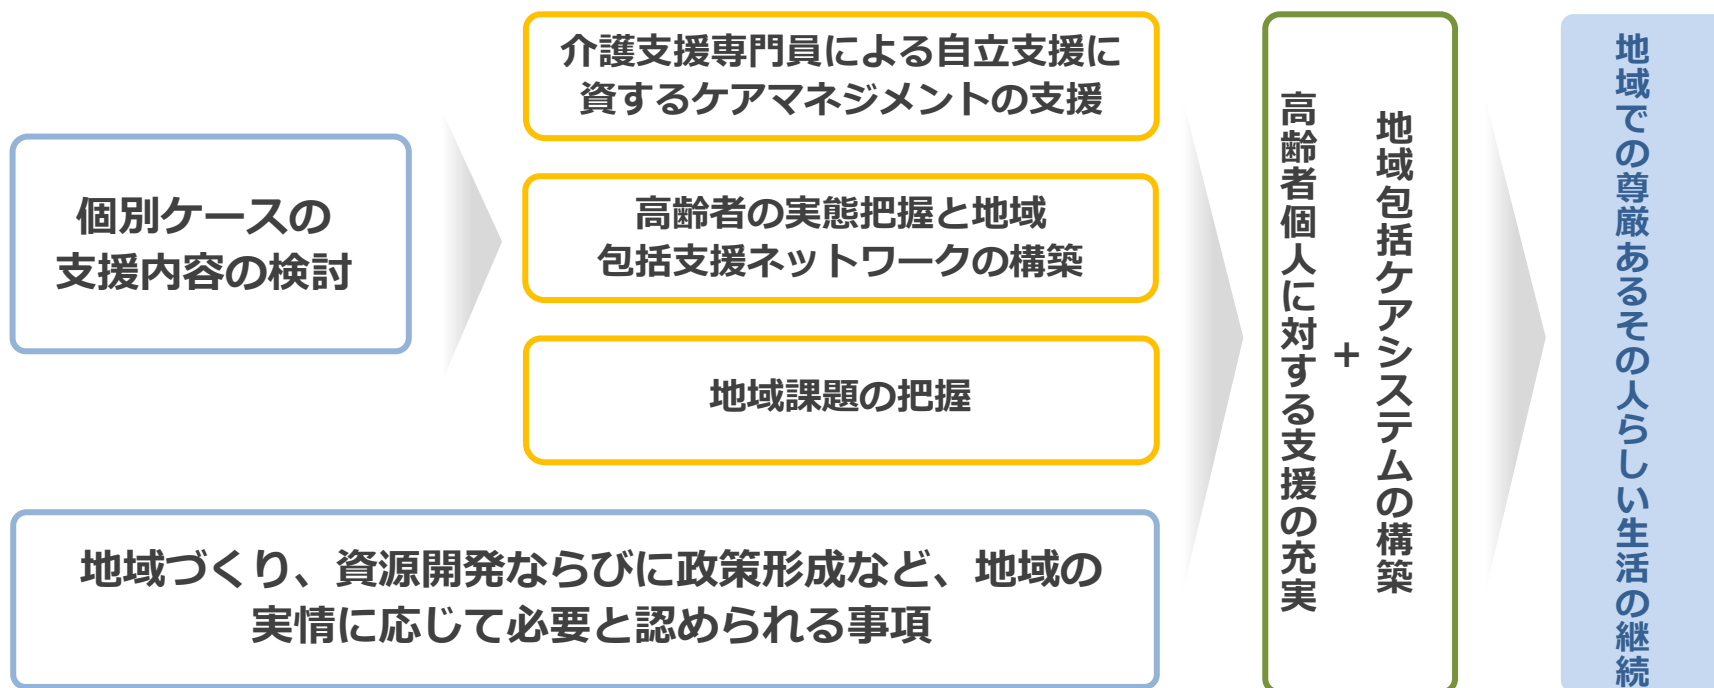 個別ケースの
支援内容の検討
介護支援専門員による自立支援に
資するケアマネジメントの支援
高齢者の実態把握と地域
包括支援ネットワークの構築
地域課題の把握
地域づくり、資源開発ならびに政策形成など、地域の
実情に応じて必要と認められる事項
地域包括ケアシステムの構築
+
高齢者個人に対する支援の充実
地域での尊厳あるその人らしい生活の継続